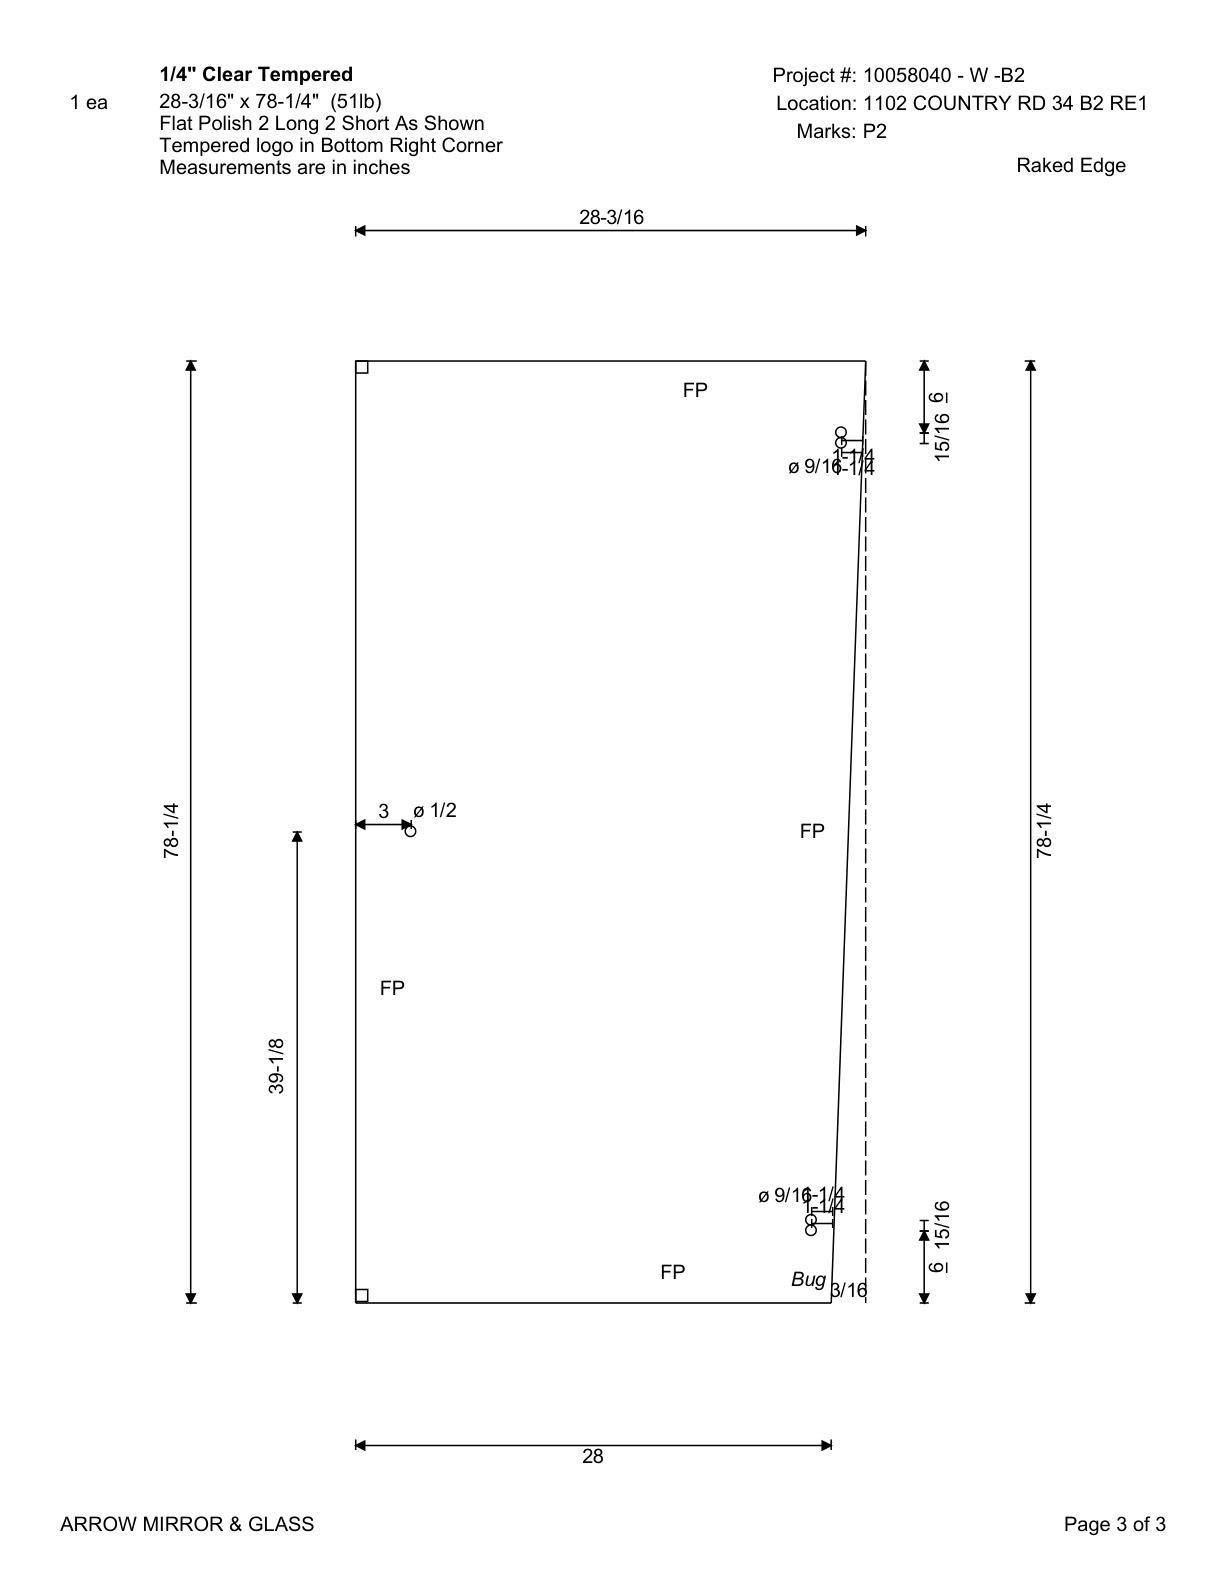 1/4" Clear Tempered
Project #: 10058040 - W -B2
1 ea
28-3/16" x 78-1/4" (51lb)
Location: 1102 COUNTRY RD 34 B2 RE1
Flat Polish 2 Long 2 Short As Shown
Marks: P2
Tempered logo in Bottom Right Corner
Measurements are in inches
Raked Edge
28-3/16
FP
6
15/16
1-1/4
ø 9/16
1-1/4
78-1/4
3
ø 1/2
FP
78-1/4
FP
39-1/8
ø 9/16
1-1/4
1-1/4
15/16
6
FP
Bug
3/16
28
ARROW MIRROR & GLASS
Page 3 of 3